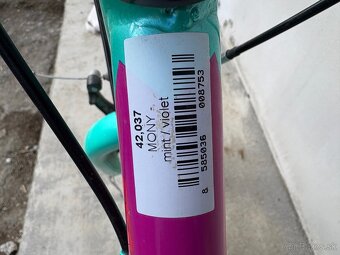 42,037
MONY -
mint / violet
8 585036 008753